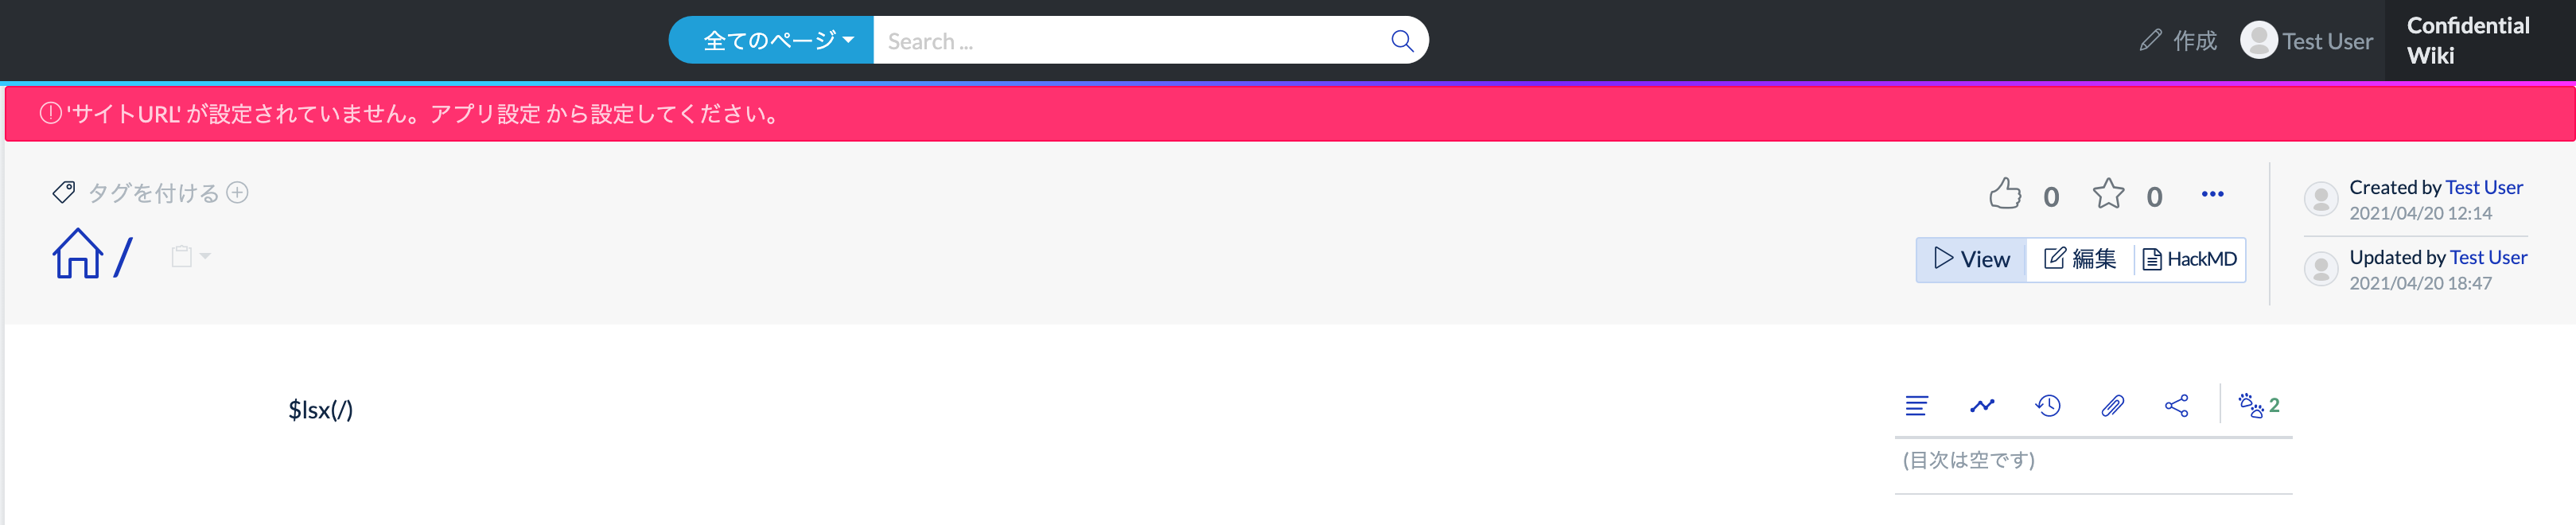 全てのページ Search ... 作成 Test User Confidential Wiki
'サイトURL' が設定されていません。アプリ設定 から設定してください。
タグを付ける
0 0
Created by Test User
2021/04/20 12:14
/
View 編集 HackMD
Updated by Test User
2021/04/20 18:47
$lsx(/)
2
(目次は空です)